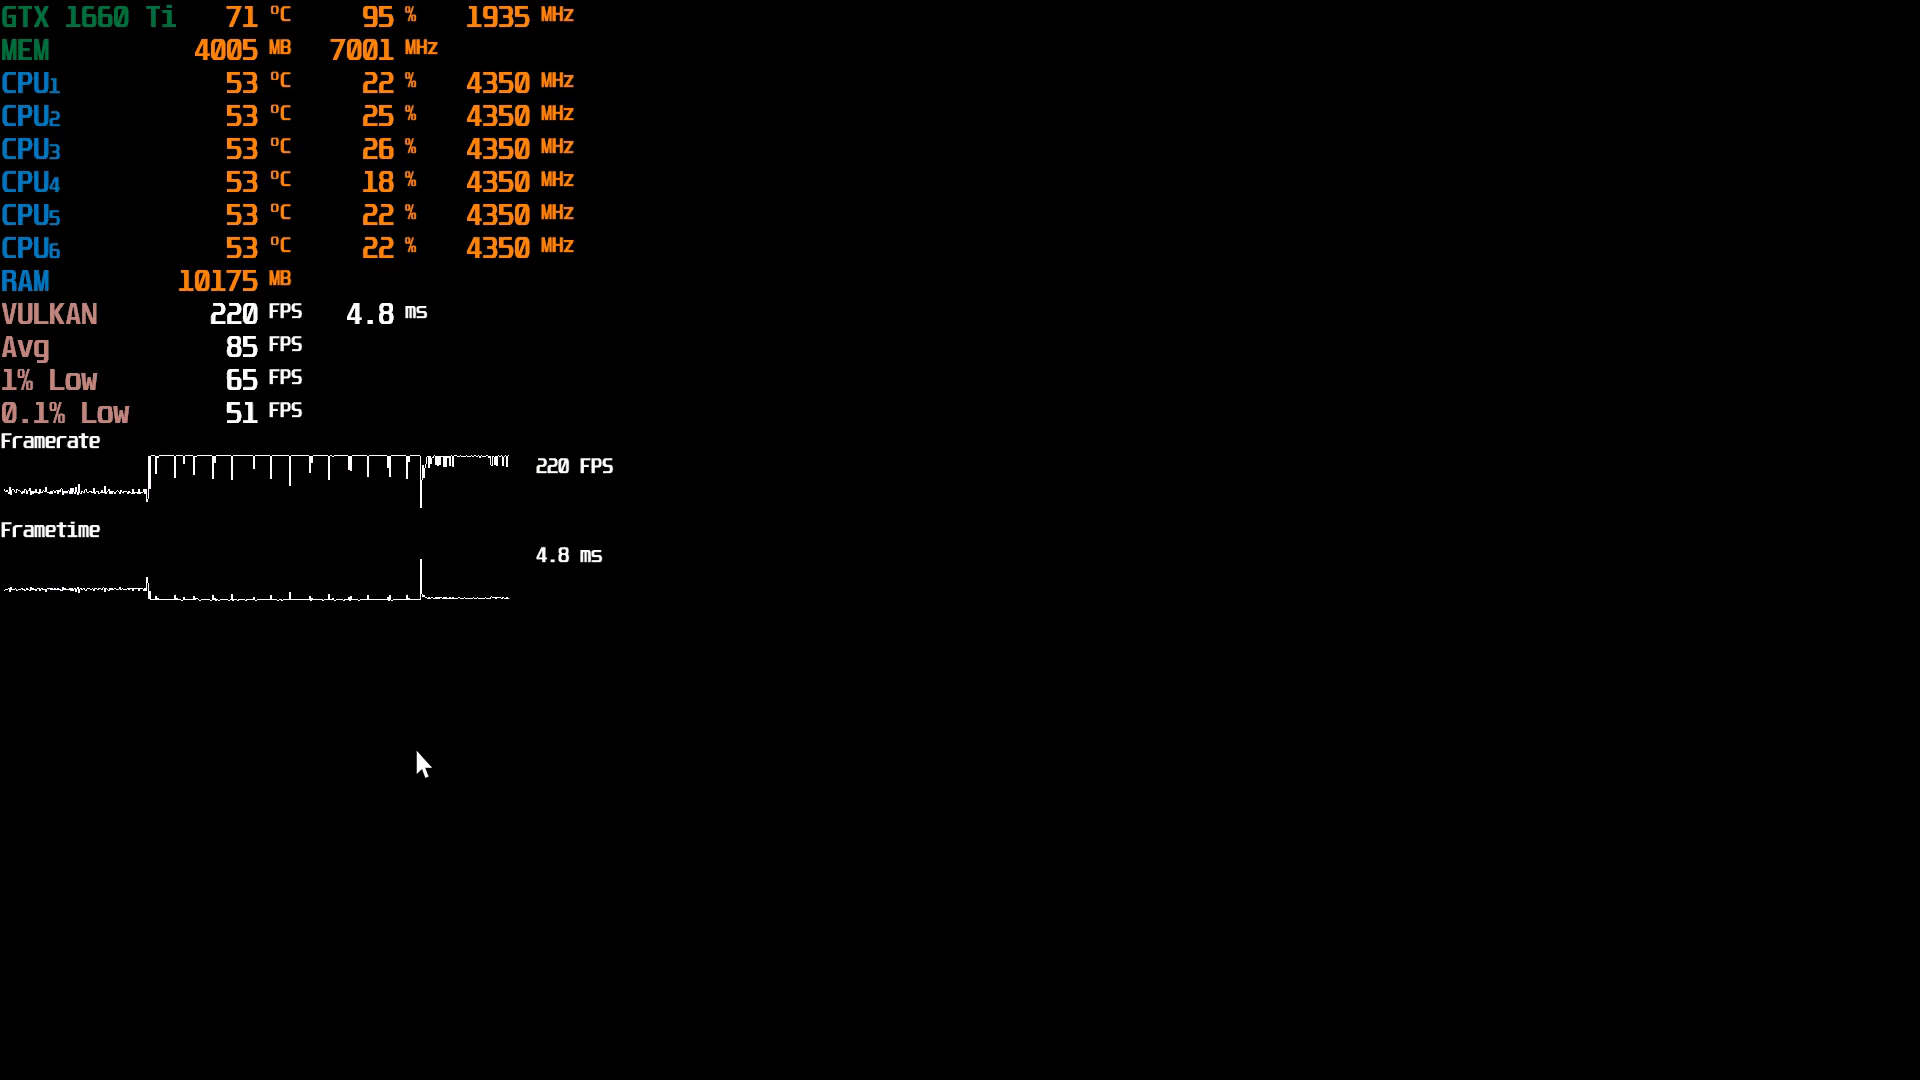 GTX 1660 Ti 71 °C 95 % 1935 MHz
MEM 4005 MB 7001 MHz
CPU1 53 °C 22 % 4350 MHz
CPU2 53 °C 25 % 4350 MHz
CPU3 53 °C 26 % 4350 MHz
CPU4 53 °C 18 % 4350 MHz
CPU5 53 °C 22 % 4350 MHz
CPU6 53 °C 22 % 4350 MHz
RAM 10175 MB
VULKAN 220 FPS 4.8 ms
Avg 85 FPS
1% Low 65 FPS
0.1% Low 51 FPS
Framerate
220 FPS
Frametime
4.8 ms